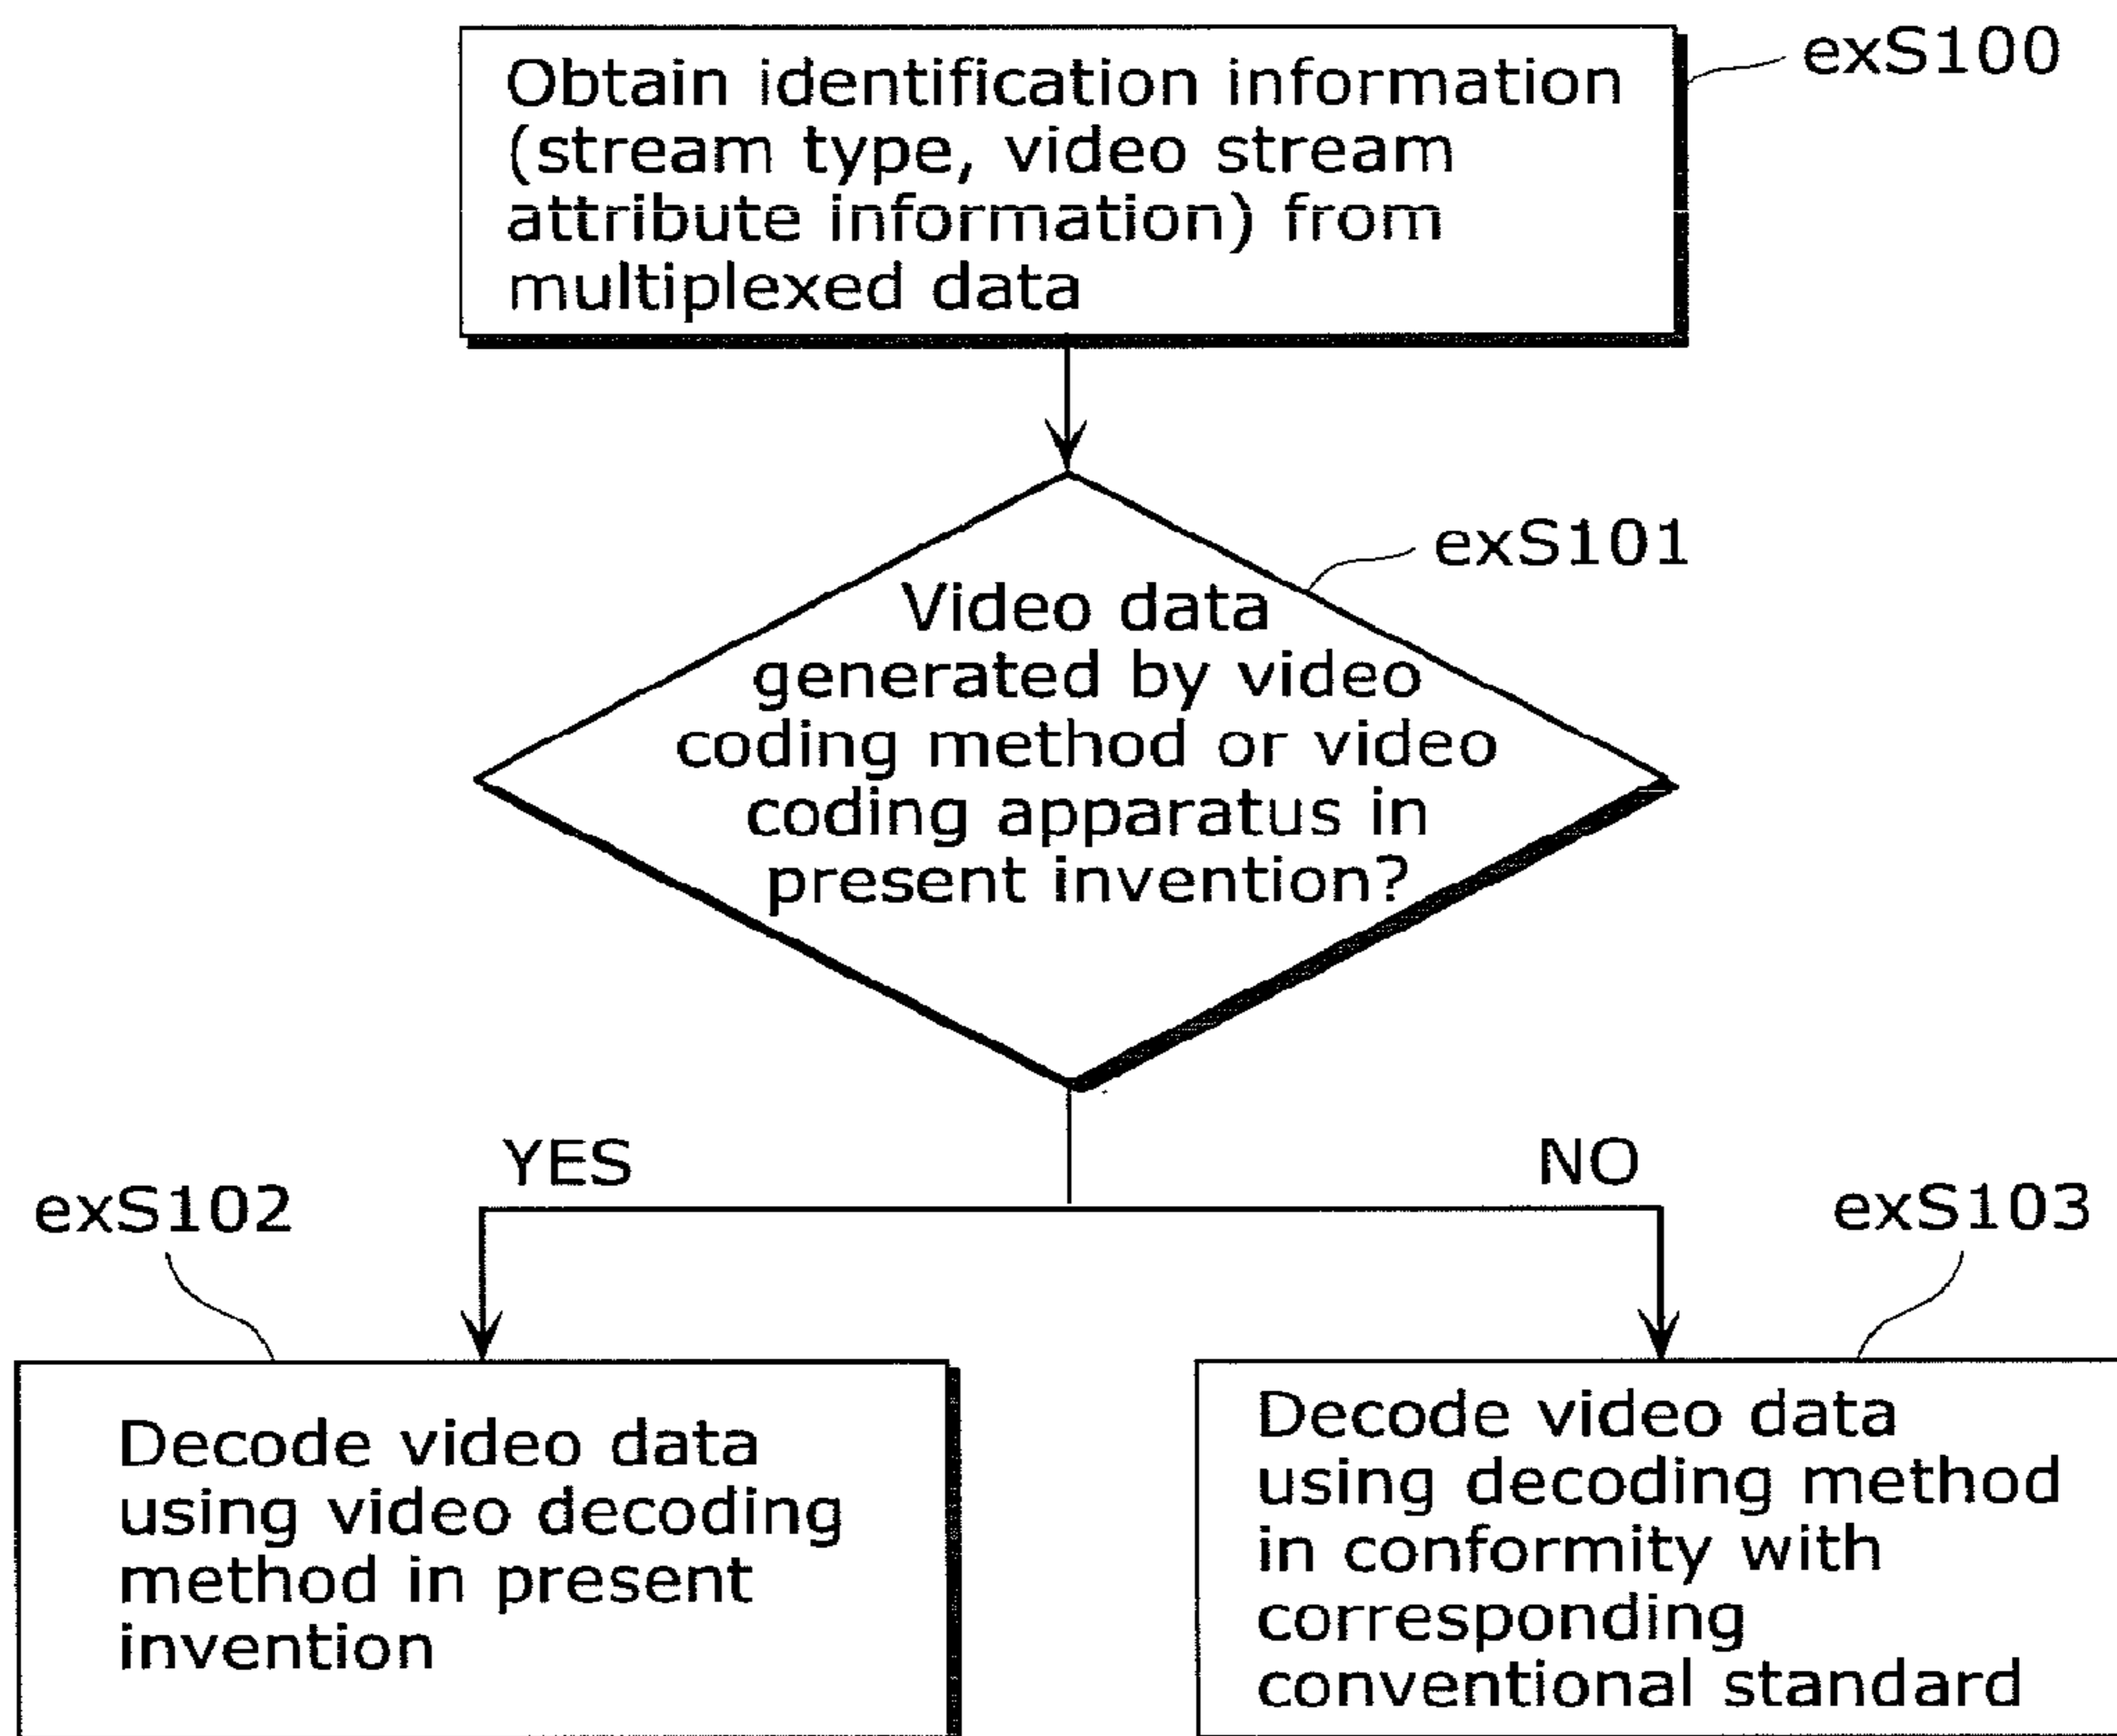 exS100
Obtain identification information
(stream type, video stream
attribute information) from
multiplexed data
exS101
Video data
generated by video
coding method or video
coding apparatus in
present invention?
YES
NO
exS102
exS103
Decode video data
using video decoding
method in present
invention
Decode video data
using decoding method
in conformity with
corresponding
conventional standard